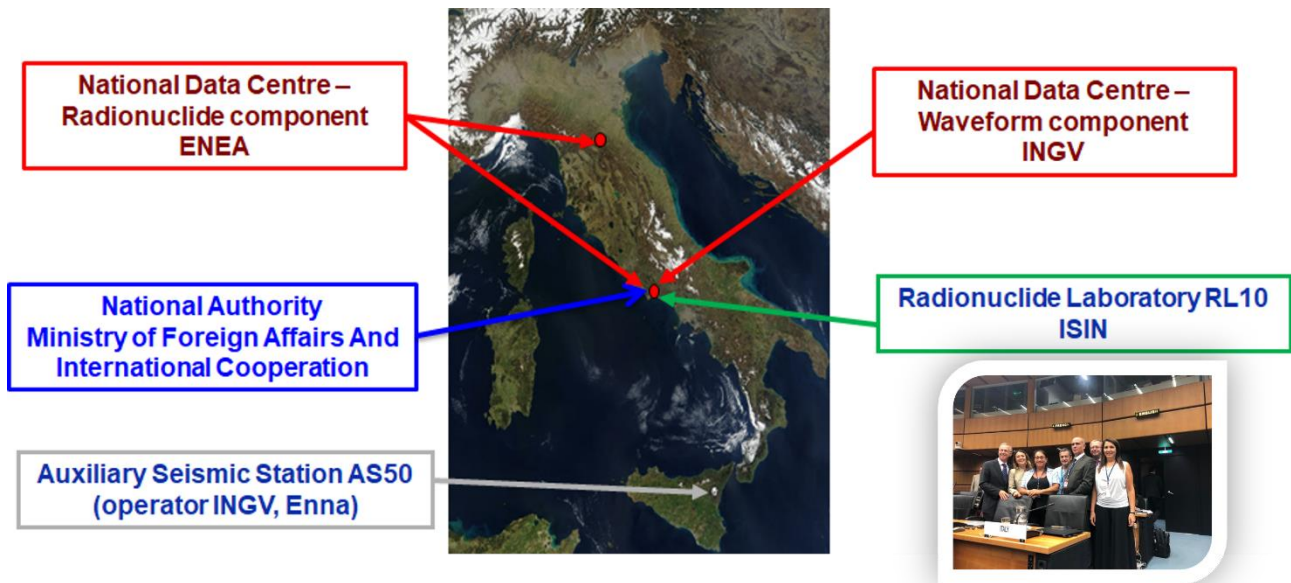 National Data Centre –
Radionuclide component
ENEA
National Data Centre –
Waveform component
INGV
National Authority
Ministry of Foreign Affairs And
International Cooperation
Radionuclide Laboratory RL10
ISIN
Auxiliary Seismic Station AS50
(operator INGV, Enna)
ITALY